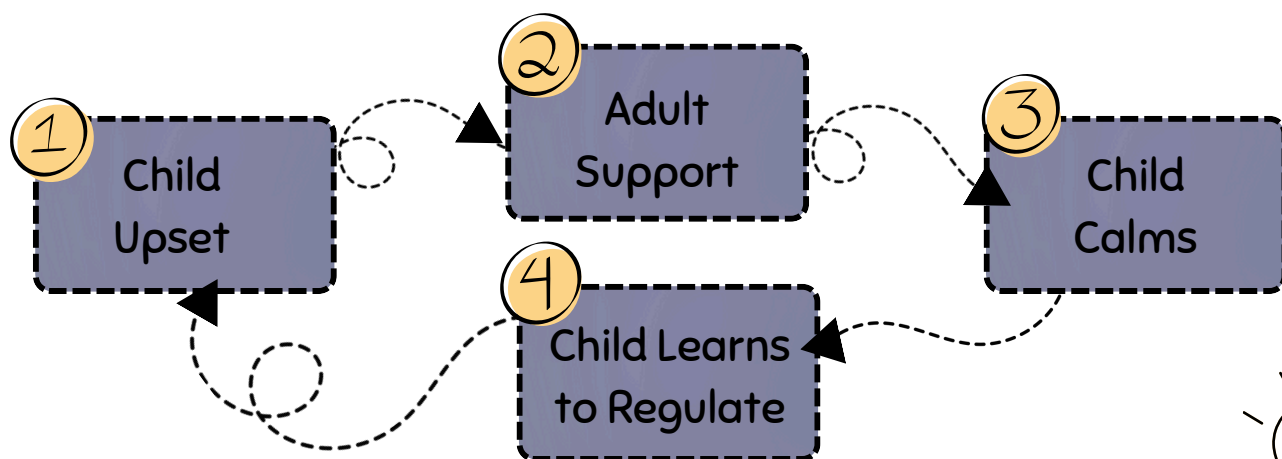 1
Child
Upset
2
Adult
Support
3
Child
Calms
4
Child Learns
to Regulate